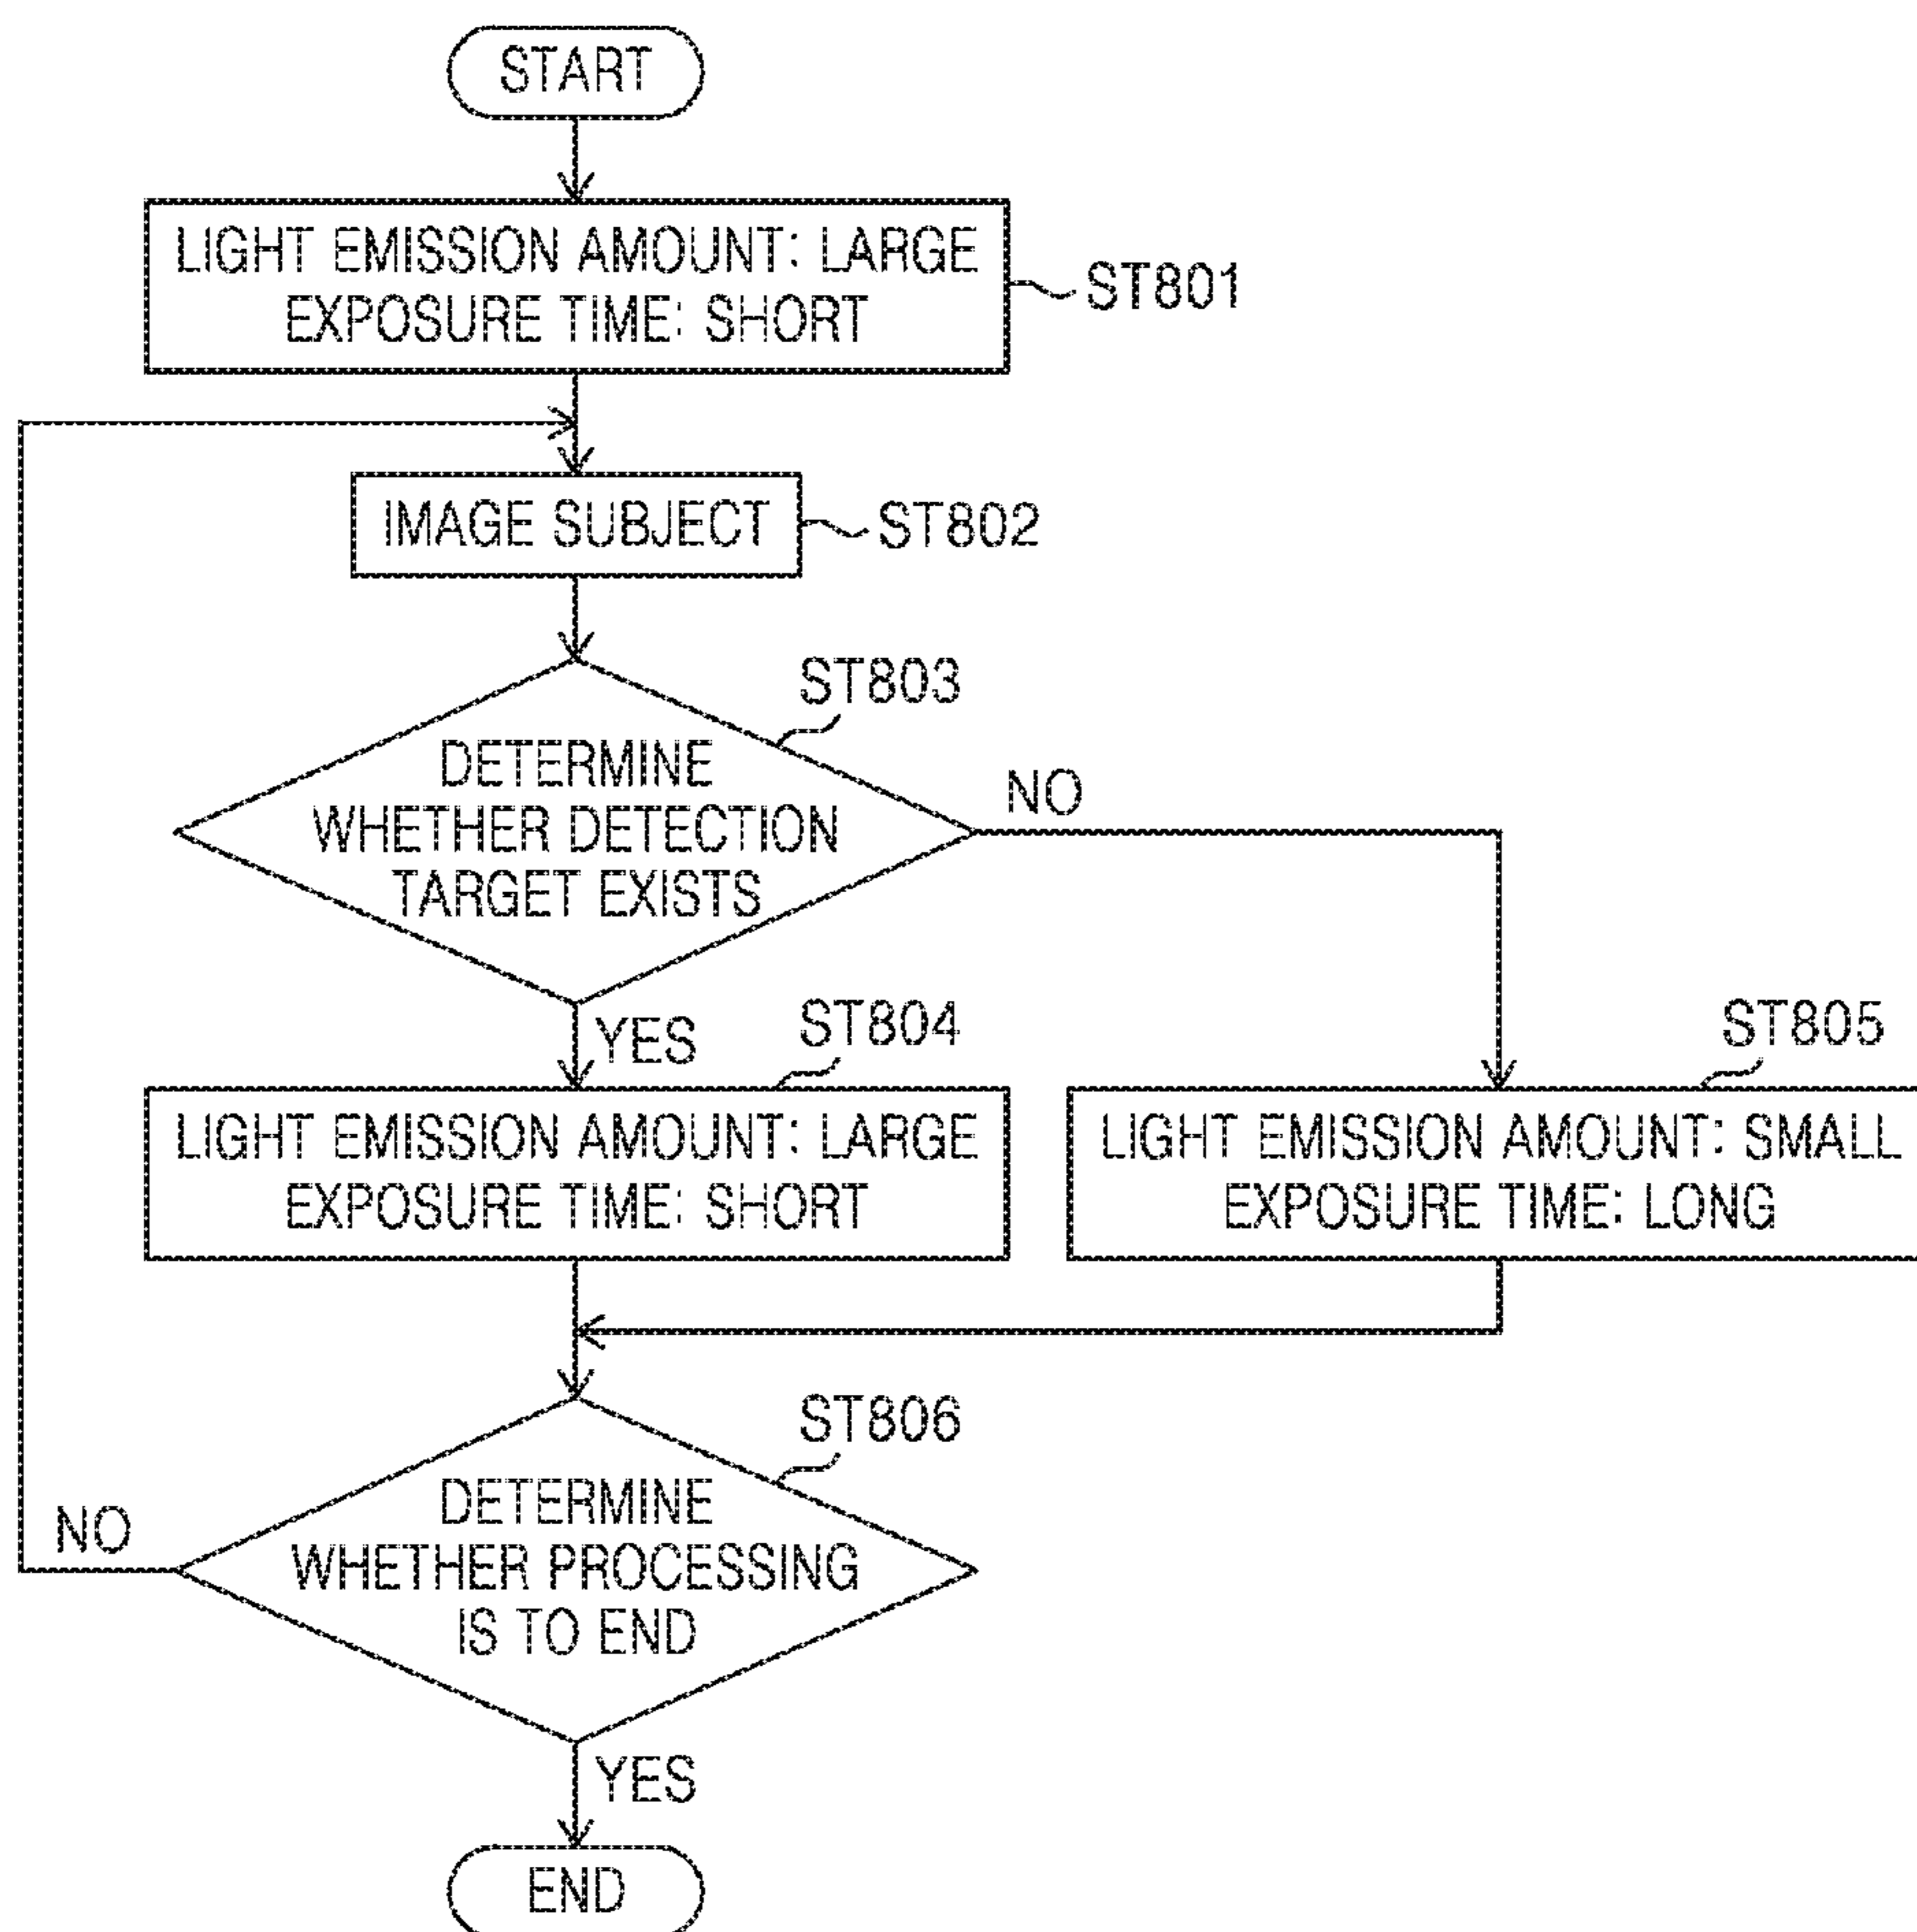 START
LIGHT EMISSION AMOUNT: LARGE
EXPOSURE TIME: SHORT
ST801
IMAGE SUBJECT
ST802
ST803
DETERMINE
WHETHER DETECTION
TARGET EXISTS
NO
YES
ST804
LIGHT EMISSION AMOUNT: LARGE
EXPOSURE TIME: SHORT
ST805
LIGHT EMISSION AMOUNT: SMALL
EXPOSURE TIME: LONG
ST806
DETERMINE
WHETHER PROCESSING
IS TO END
NO
YES
END